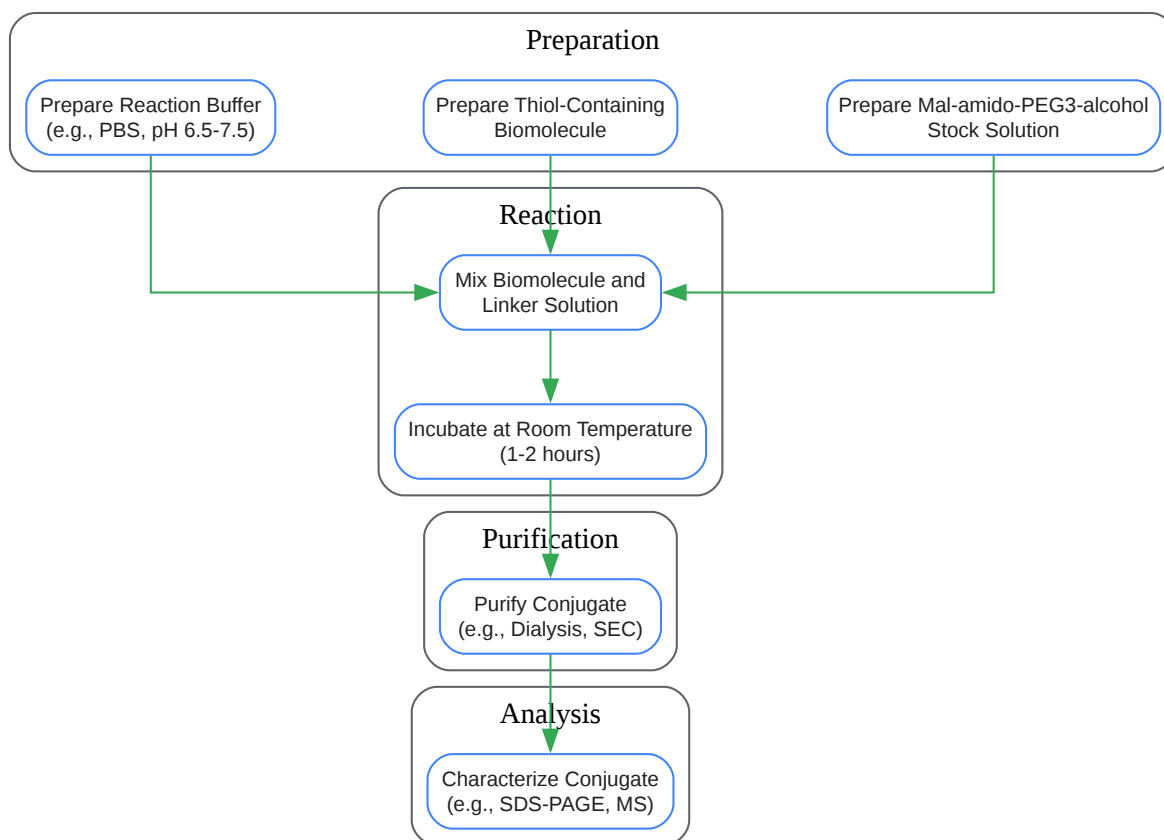 Preparation
Prepare Reaction Buffer
(e.g., PBS, pH 6.5-7.5)
Prepare Thiol-Containing
Biomolecule
Prepare Mal-amido-PEG3-alcohol
Stock Solution
Reaction
Mix Biomolecule and
Linker Solution
Incubate at Room Temperature
(1-2 hours)
Purification
Purify Conjugate
(e.g., Dialysis, SEC)
Analysis
Characterize Conjugate
(e.g., SDS-PAGE, MS)